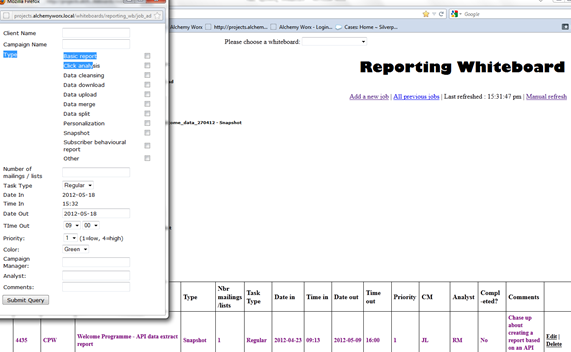 Mozilla Firefox
projects.alchemyworx.local/whiteboards/reporting_wb/job_ad
Google
Alchemy Worx
http://projects.alchem...
Alchemy Worx - Login
Cases: Home – Silverp...
Client Name
Campaign Name
Type
Basic report
Click analysis
Data cleansing
Data download
Data upload
Data merge
Data split
Personalization
Snapshot
Subscriber behavioural
report
Other
Number of
mailings / lists
Task Type Regular
Date In 2012-05-18
Time In 15:32
Date Out 2012-05-18
TIme Out 09 00
Priority: 1 (1=low, 4=high)
Color: Green
Campaign
Manager:
Analyst:
Comments:
Submit Query
Please choose a whiteboard:
Reporting Whiteboard
Add a new job | All previous jobs | Last refreshed : 15:31:47 pm | Manual refresh
ome_data_270412 - Snapshot
Type Nbr mailings /lists Task Type Date in Time in Date out Time out Priority CM Analyst Compl -eted? Comments
4435 CPW Welcome Programme - API data extract report Snapshot 1 Regular 2012-04-23 09:13 2012-05-09 16:00 1 JL RM No Chase up about creating a report based on an API Edit | Delete